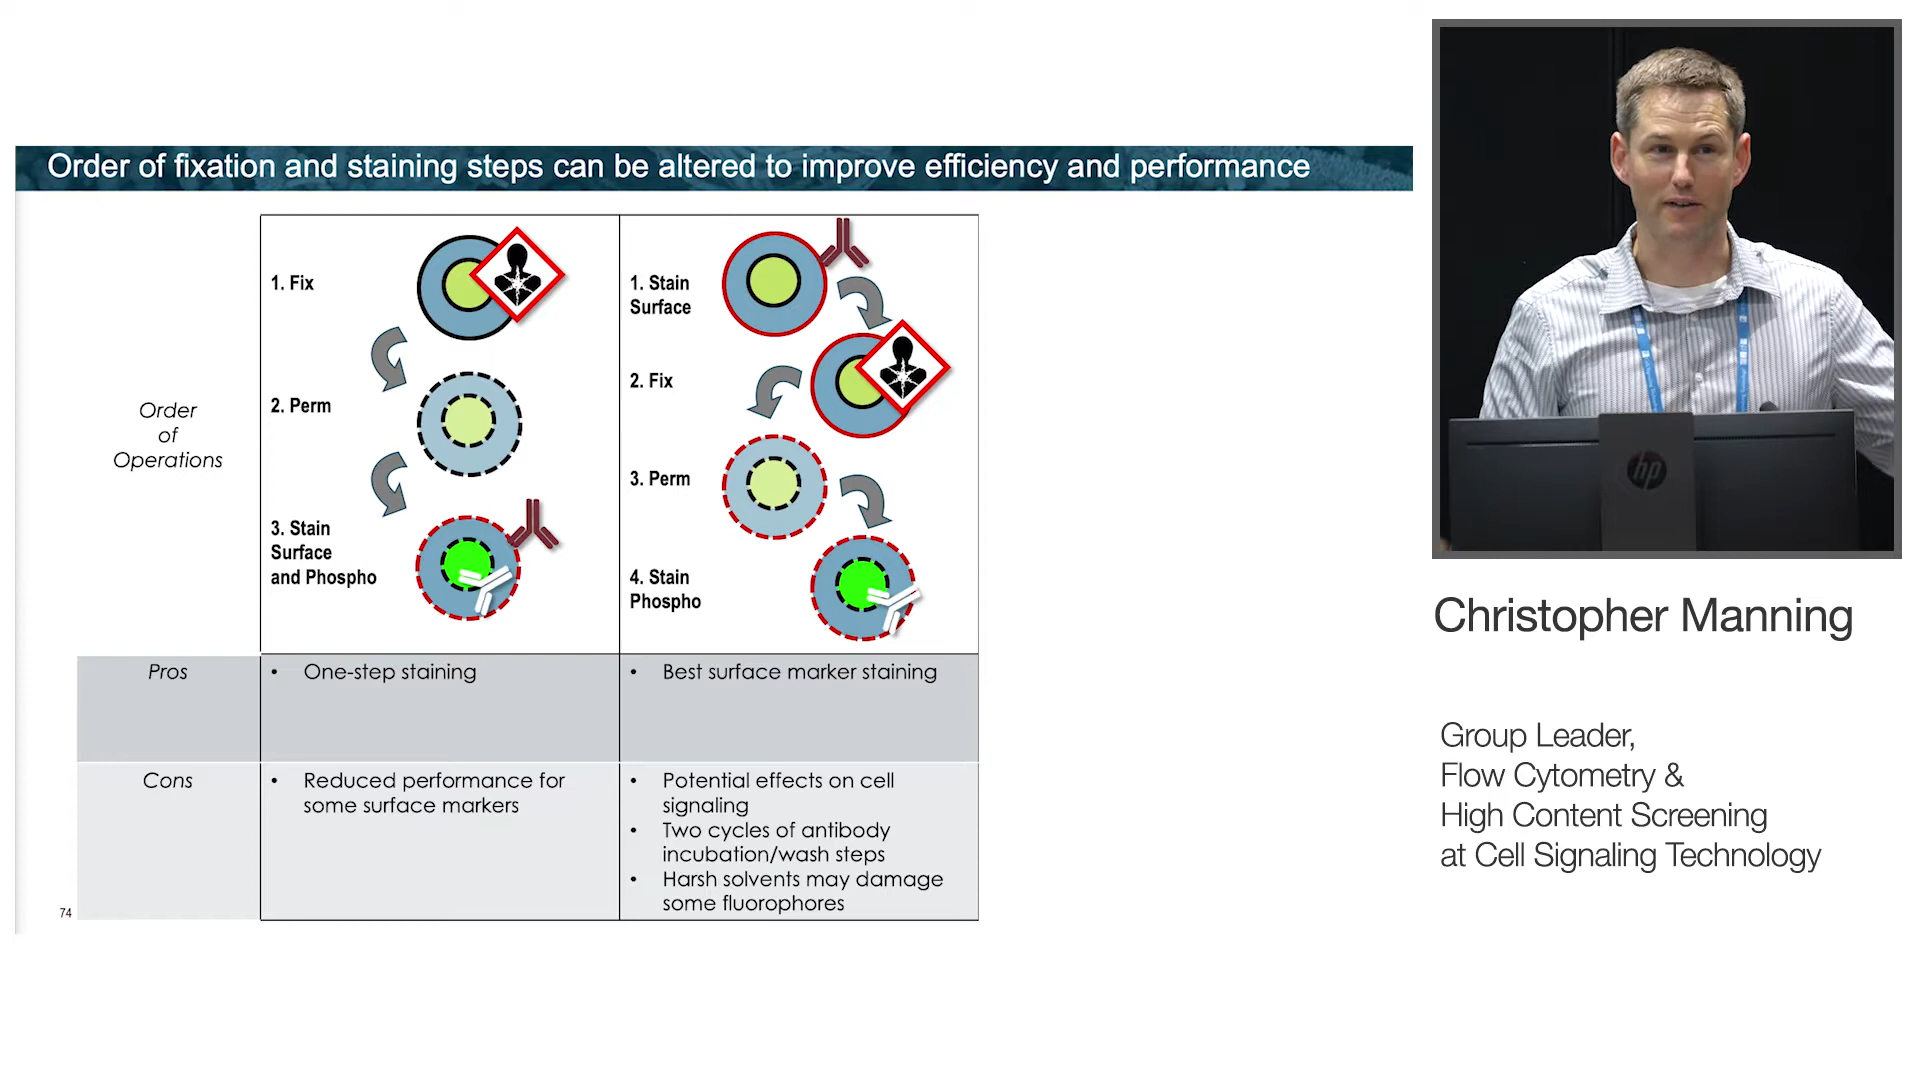 Order of fixation and staining steps can be altered to improve efficiency and performance
Order
of
Operations
1. Fix
2. Perm
3. Stain
Surface
and Phospho
1. Stain
Surface
2. Fix
3. Perm
4. Stain
Phospho
Pros
• One-step staining
• Best surface marker staining
Cons
• Reduced performance for
some surface markers
• Potential effects on cell
signaling
• Two cycles of antibody
incubation/wash steps
• Harsh solvents may damage
some fluorophores
74
hp
Christopher Manning
Group Leader,
Flow Cytometry &
High Content Screening
at Cell Signaling Technology